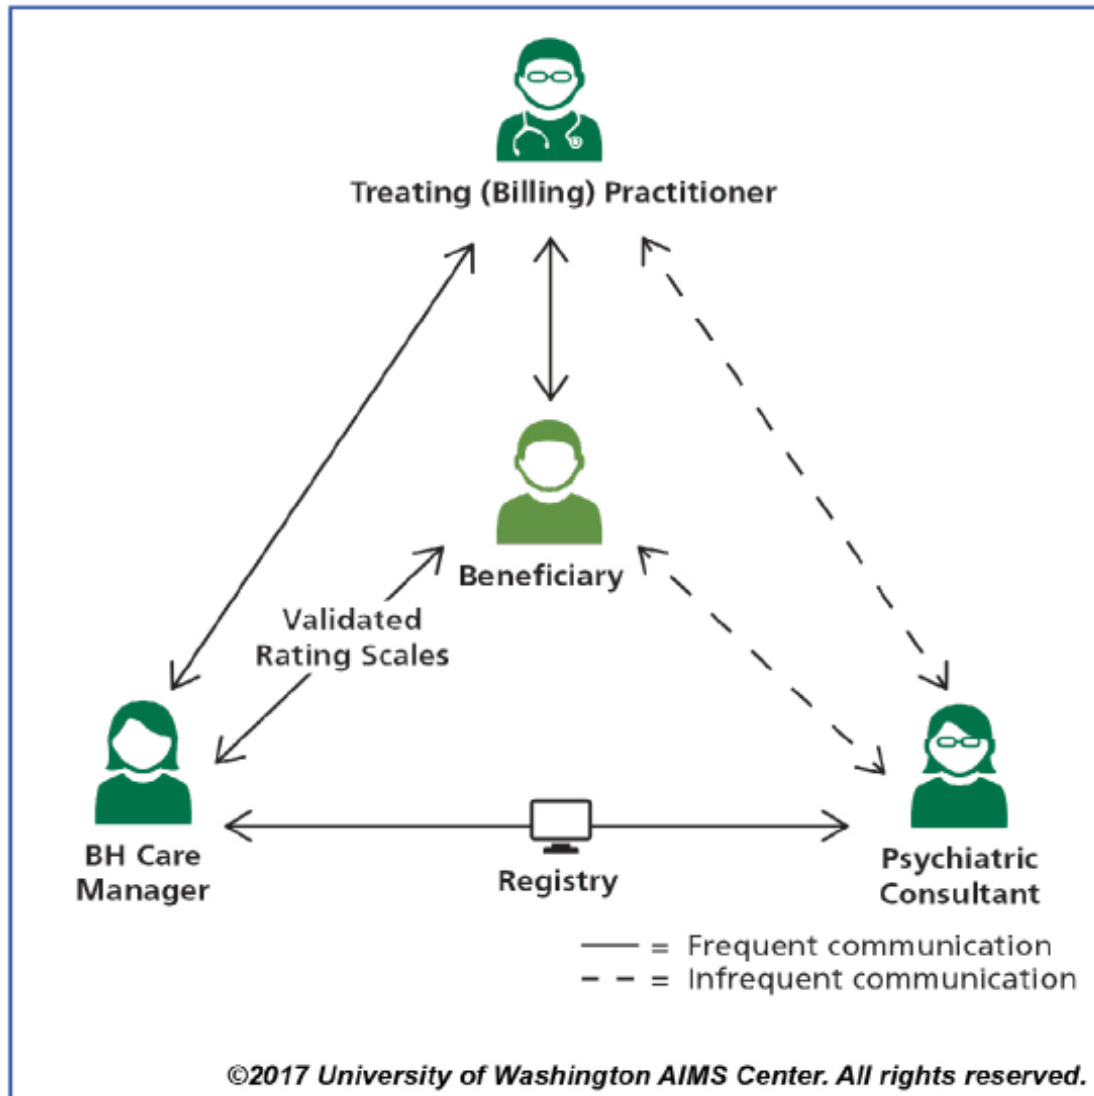 Treating (Billing) Practitioner
Beneficiary
Validated
Rating Scales
BH Care
Manager
Registry
Psychiatric
Consultant
= Frequent communication
= Infrequent communication
©2017 University of Washington AIMS Center. All rights reserved.